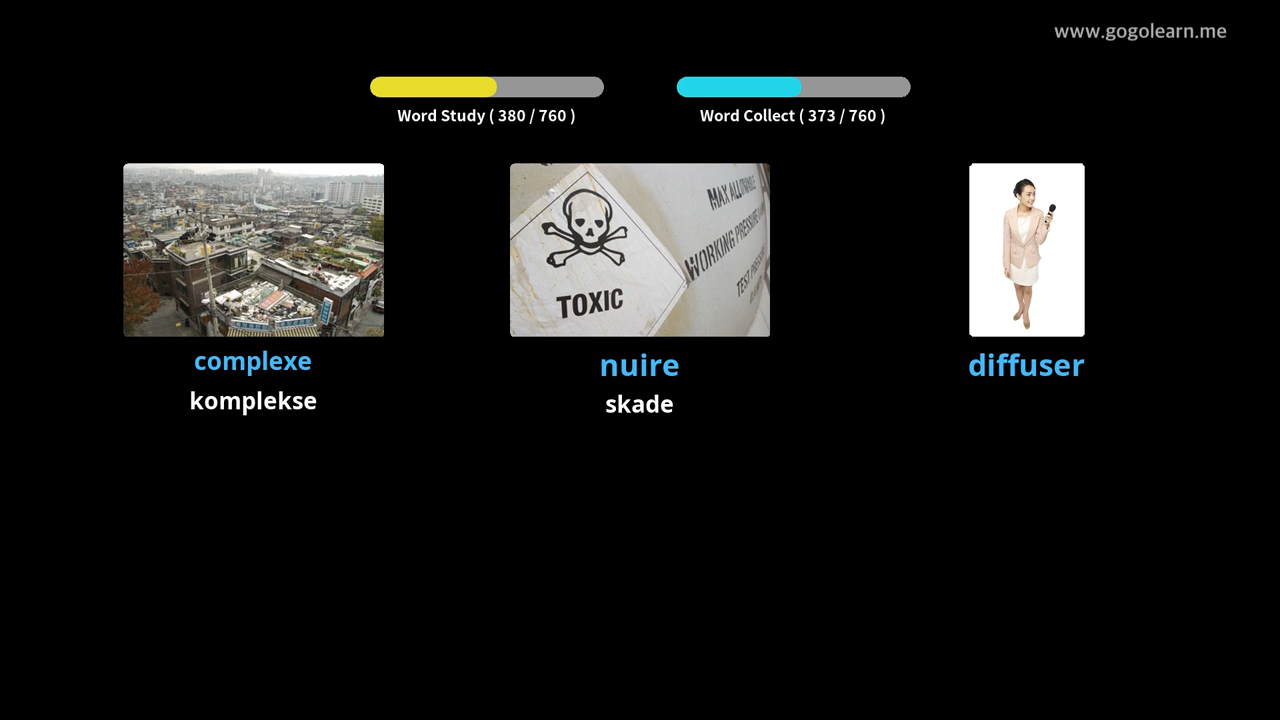 www.gogolearn.me
Word Study ( 380 / 760 )
Word Collect ( 373 / 760 )
TOXIC
MAX ALLOWABLE
WORKING PRESSURE
complexe
komplekse
nuire
skade
diffuser